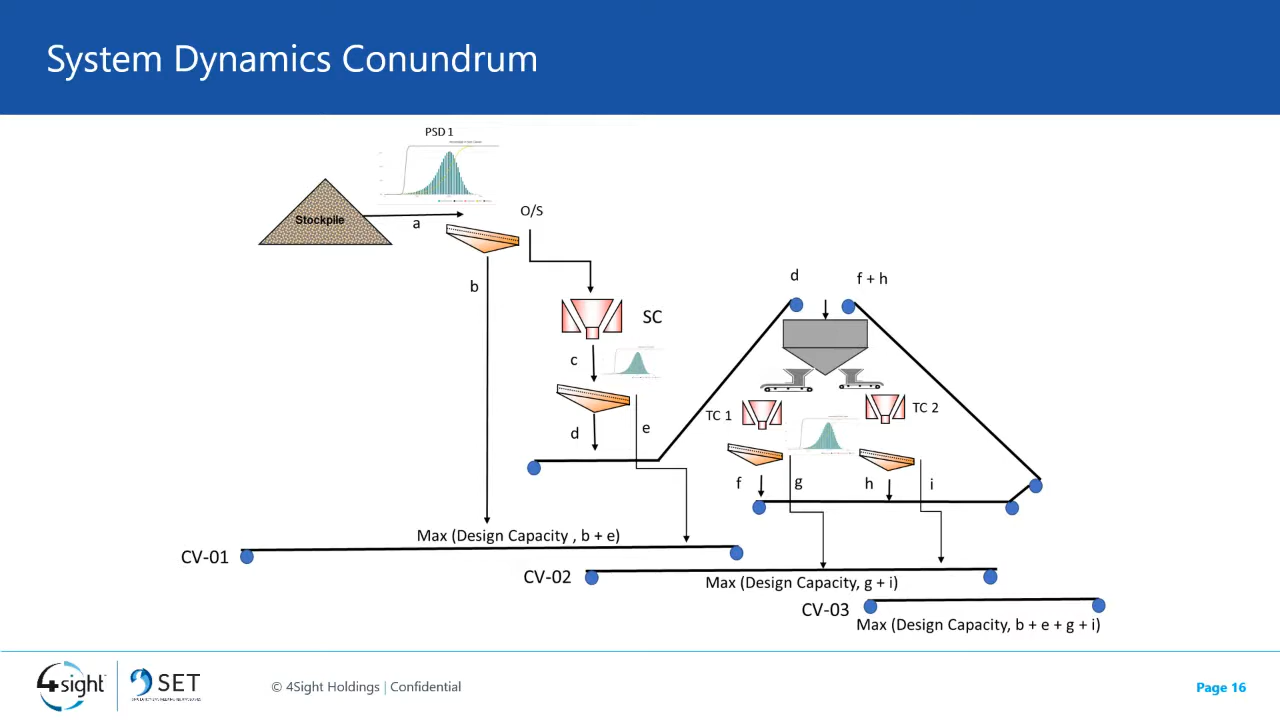 System Dynamics Conundrum
PSD 1
Stockpile
a
O/S
b
SC
c
d
e
d
f + h
TC 1
TC 2
f
g
h
i
Max (Design Capacity , b + e)
CV-01
CV-02
Max (Design Capacity, g + i)
CV-03
Max (Design Capacity, b + e + g + i)
4sight
SET
© 4Sight Holdings | Confidential
Page 16